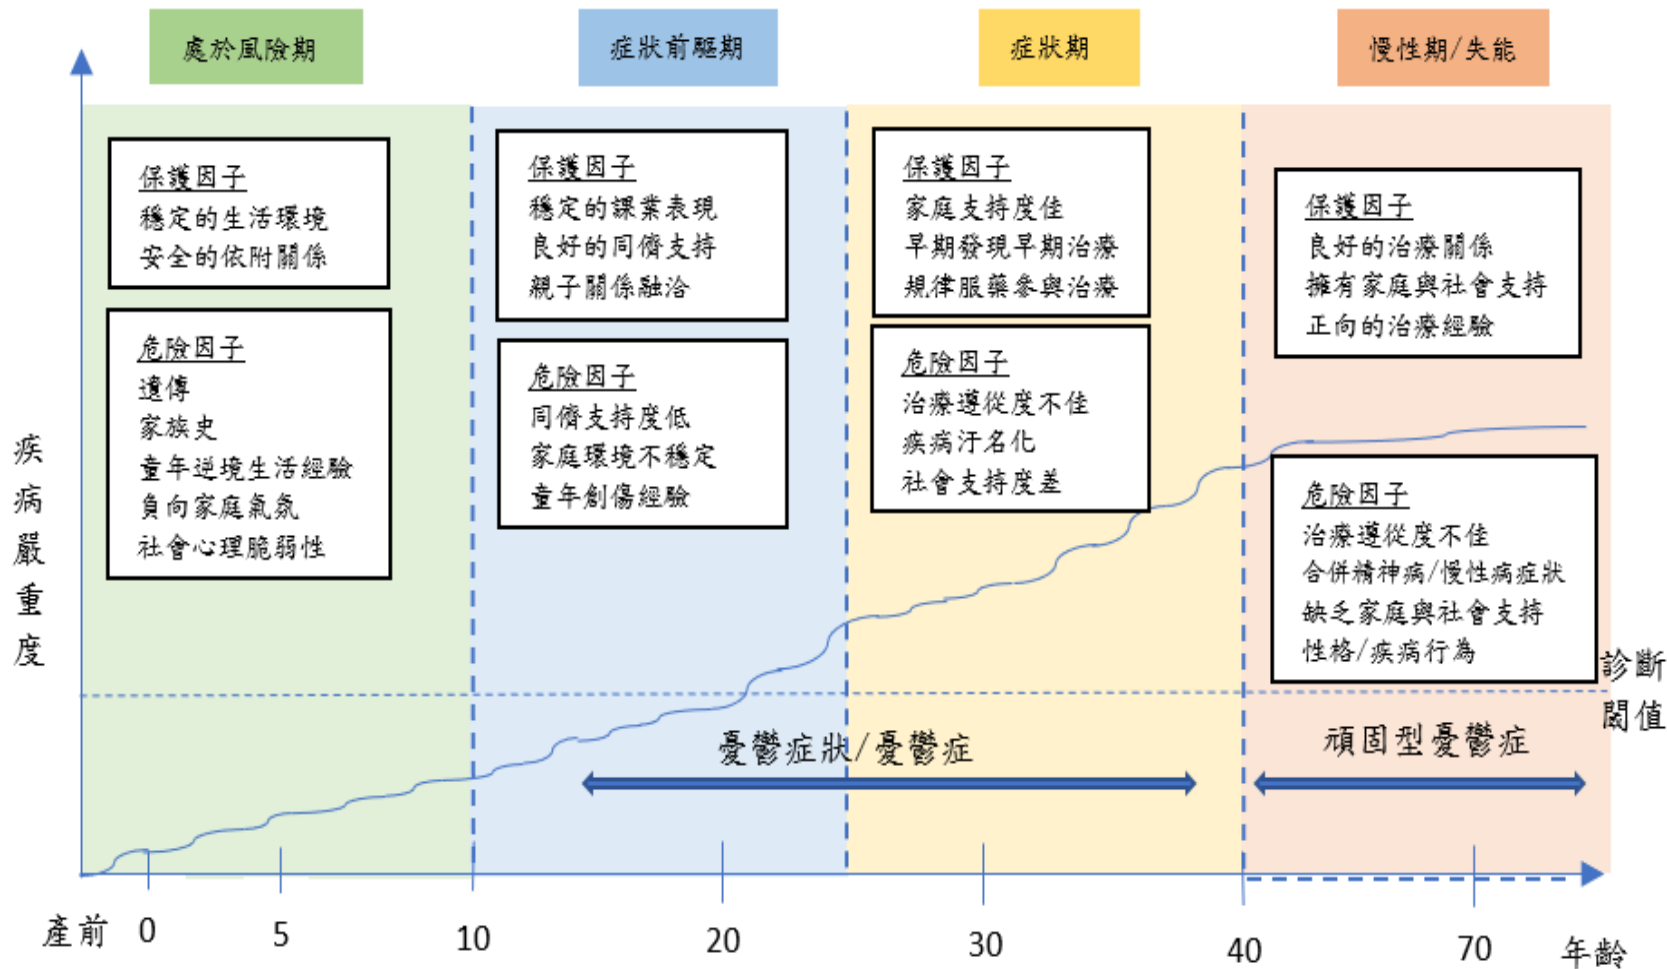 處於風險期
症狀前驅期
症狀期
慢性期/失能
保護因子
穩定的生活環境
安全的依附關係
危險因子
遺傳
家族史
童年逆境生活經驗
負向家庭氣氛
社會心理脆弱性
保護因子
穩定的課業表現
良好的同儕支持
親子關係融洽
危險因子
同儕支持度低
家庭環境不穩定
童年創傷經驗
保護因子
家庭支持度佳
早期發現早期治療
規律服藥參與治療
危險因子
治療遵從度不佳
疾病汙名化
社會支持度差
保護因子
良好的治療關係
擁有家庭與社會支持
正向的治療經驗
危險因子
治療遵從度不佳
合併精神病/慢性病症狀
缺乏家庭與社會支持
性格/疾病行為
疾病嚴重度
診斷
閾值
憂鬱症狀/憂鬱症
頑固型憂鬱症
產前 0 5 10 20 30 40 70 年齡